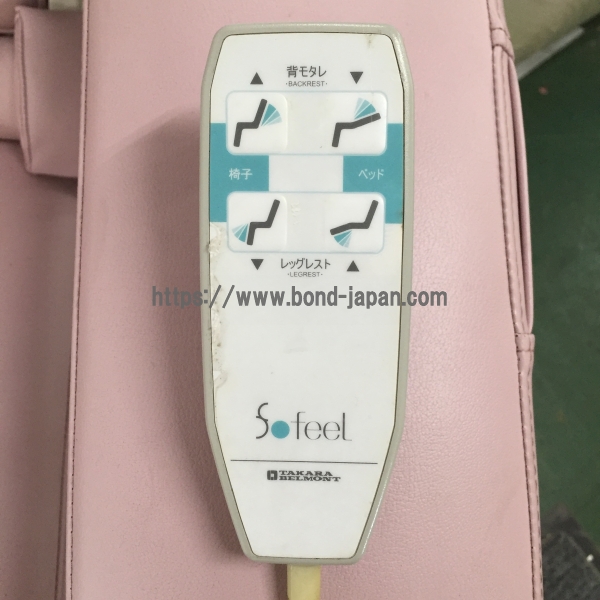 ▲ 背モタレ ▼
・BACKREST・
椅子 ベッド
▼ レッグレスト ▲
・LEGREST・
https://www.bond-japan.com
Sofeel
TAKARA
BELMONT